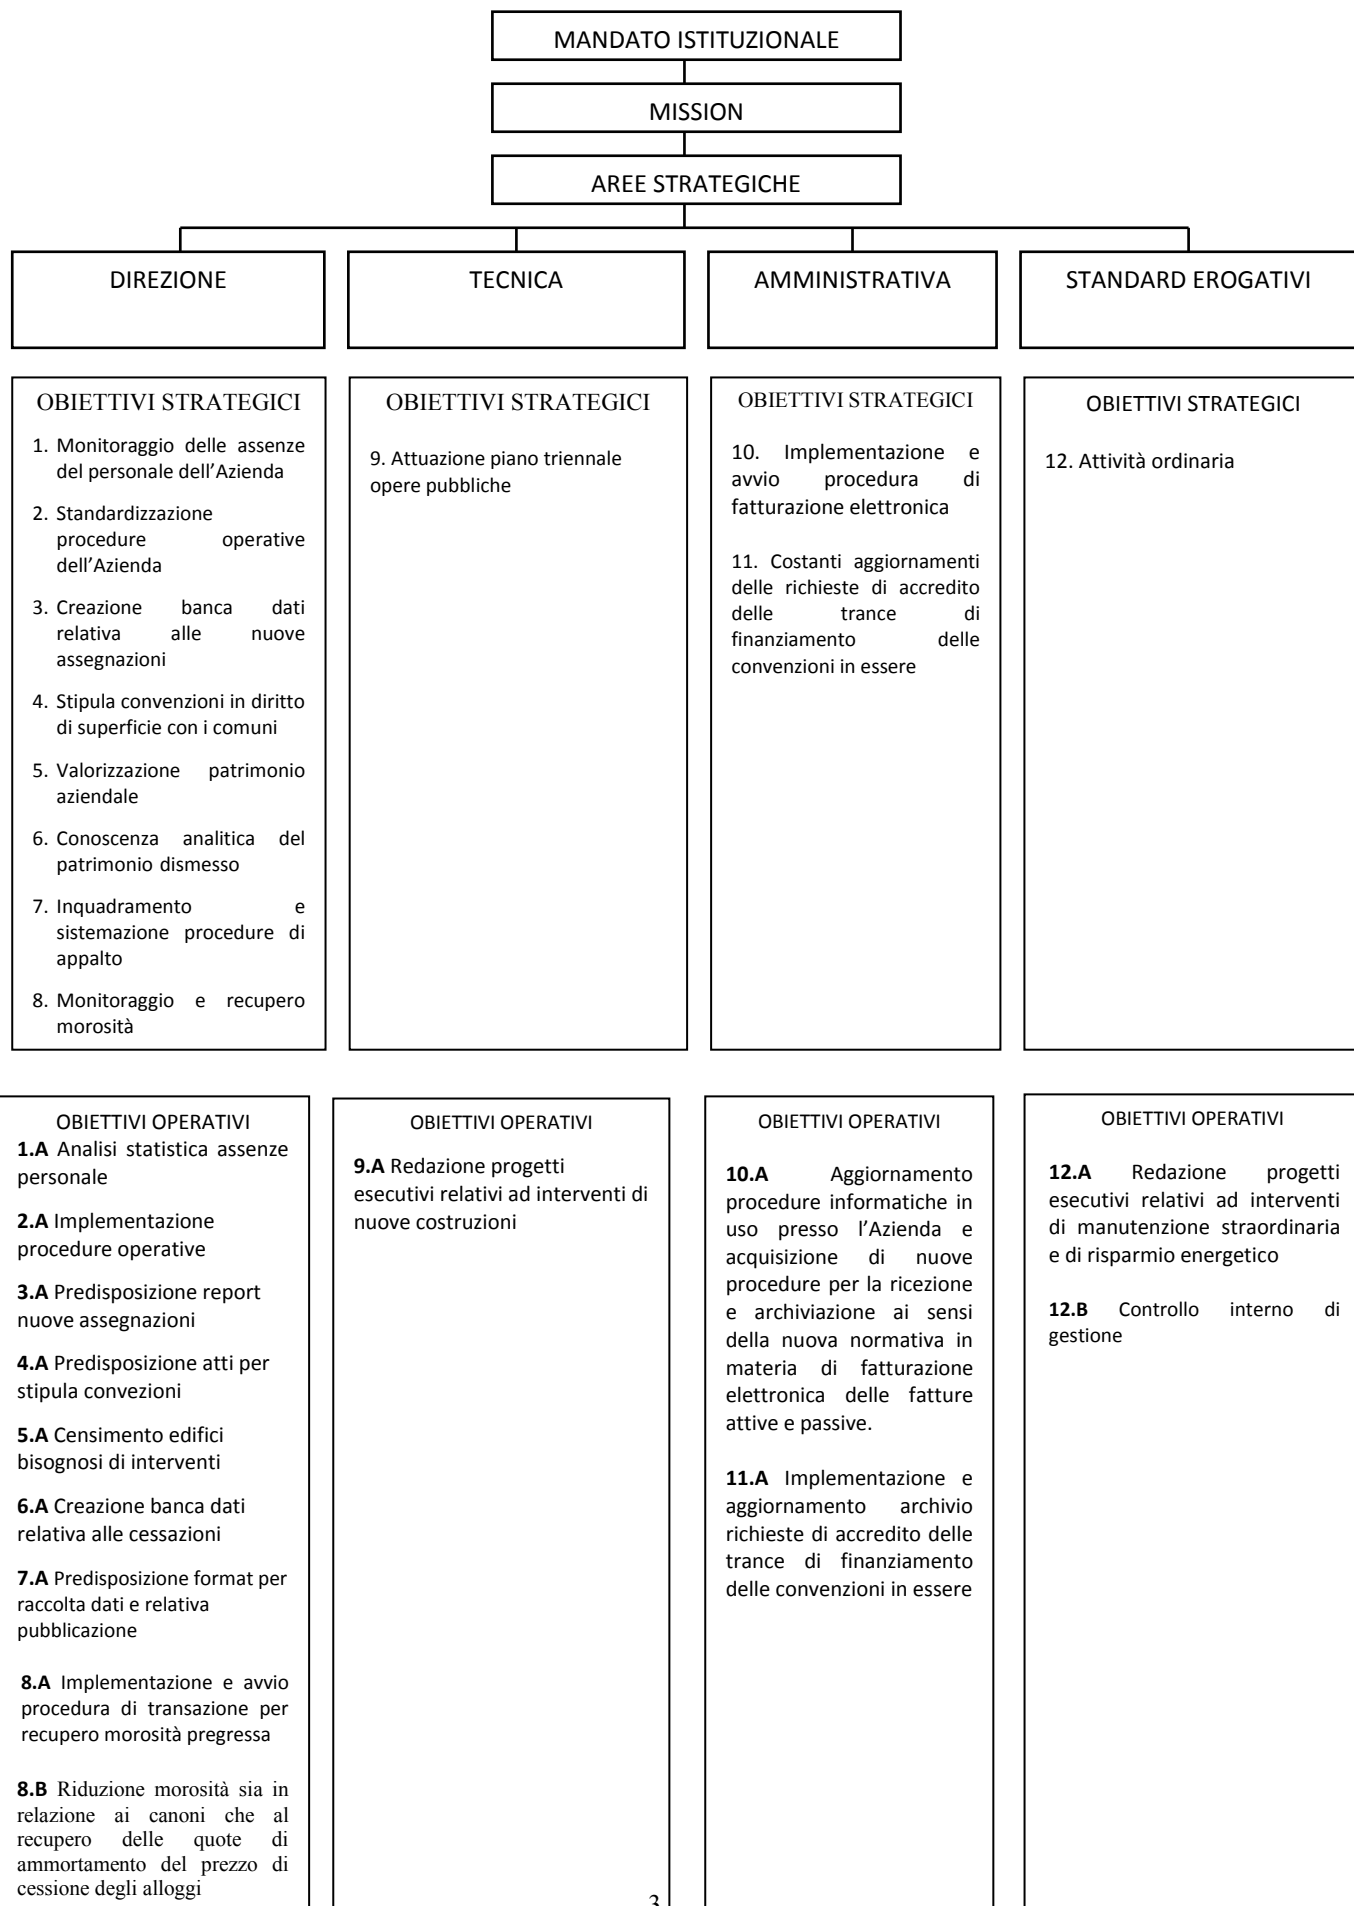 MANDATO ISTITUZIONALE
MISSION
AREE STRATEGICHE
DIREZIONE
TECNICA
AMMINISTRATIVA
STANDARD EROGATIVI
OBIETTIVI STRATEGICI
1. Monitoraggio delle assenze
del personale dell’Azienda
2. Standardizzazione
procedure operative
dell’Azienda
3. Creazione banca dati
relativa alle nuove
assegnazioni
4. Stipula convenzioni in diritto
di superficie con i comuni
5. Valorizzazione patrimonio
aziendale
6. Conoscenza analitica del
patrimonio dismesso
7. Inquadramento e
sistemazione procedure di
appalto
8. Monitoraggio e recupero
morosità
OBIETTIVI STRATEGICI
9. Attuazione piano triennale
opere pubbliche
OBIETTIVI STRATEGICI
10. Implementazione e
avvio procedura di
fatturazione elettronica
11. Costanti aggiornamenti
delle richieste di accredito
delle trance di
finanziamento delle
convenzioni in essere
OBIETTIVI STRATEGICI
12. Attività ordinaria
OBIETTIVI OPERATIVI
1.A Analisi statistica assenze
personale
2.A Implementazione
procedure operative
3.A Predisposizione report
nuove assegnazioni
4.A Predisposizione atti per
stipula convezioni
5.A Censimento edifici
bisognosi di interventi
6.A Creazione banca dati
relativa alle cessazioni
7.A Predisposizione format per
raccolta dati e relativa
pubblicazione
8.A Implementazione e avvio
procedura di transazione per
recupero morosità pregressa
8.B Riduzione morosità sia in
relazione ai canoni che al
recupero delle quote di
ammortamento del prezzo di
cessione degli alloggi
OBIETTIVI OPERATIVI
9.A Redazione progetti
esecutivi relativi ad interventi di
nuove costruzioni
OBIETTIVI OPERATIVI
10.A Aggiornamento
procedure informatiche in
uso presso l’Azienda e
acquisizione di nuove
procedure per la ricezione
e archiviazione ai sensi
della nuova normativa in
materia di fatturazione
elettronica delle fatture
attive e passive.
11.A Implementazione e
aggiornamento archivio
richieste di accredito delle
trance di finanziamento
delle convenzioni in essere
OBIETTIVI OPERATIVI
12.A Redazione progetti
esecutivi relativi ad interventi
di manutenzione straordinaria
e di risparmio energetico
12.B Controllo interno di
gestione
3